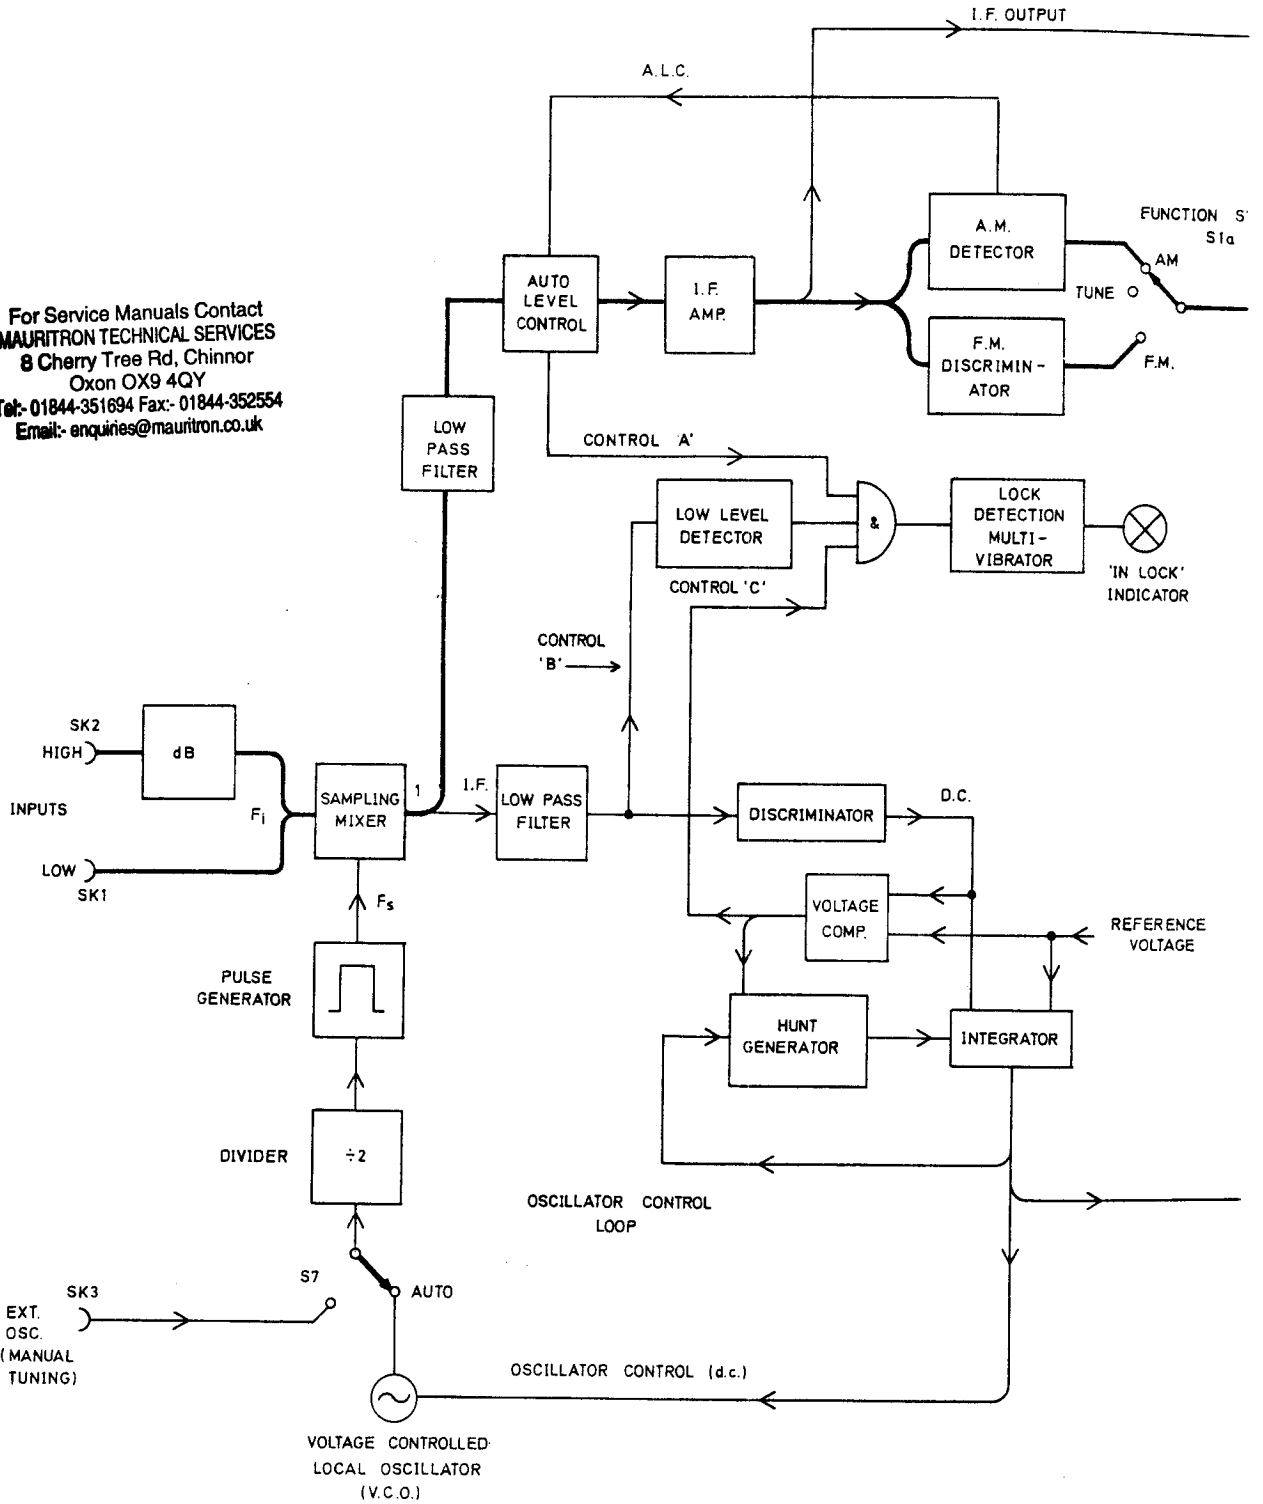 I.F. OUTPUT
A.L.C.
A.M.
DETECTOR
FUNCTION S
S1a
AM
TUNE
AUTO
LEVEL
CONTROL
I.F.
AMP.
F.M.
DISCRIMIN-
ATOR
F.M.
For Service Manuals Contact
MAURITRON TECHNICAL SERVICES
8 Cherry Tree Rd, Chinnor
Oxon OX9 4QY
Tel:- 01844-351694 Fax:- 01844-352554
Email:- enquiries@mauritron.co.uk
LOW
PASS
FILTER
CONTROL 'A'
LOW LEVEL
DETECTOR
&
LOCK
DETECTION
MULTI-
VIBRATOR
'IN LOCK'
INDICATOR
CONTROL 'C'
CONTROL
'B'
SK2
HIGH
dB
INPUTS
Fi
LOW
SK1
SAMPLING
MIXER
1
I.F.
LOW PASS
FILTER
DISCRIMINATOR
D.C.
Fs
VOLTAGE
COMP.
REFERENCE
VOLTAGE
PULSE
GENERATOR
HUNT
GENERATOR
INTEGRATOR
DIVIDER
÷2
OSCILLATOR CONTROL
LOOP
S7
AUTO
SK3
EXT.
OSC.
(MANUAL
TUNING)
OSCILLATOR CONTROL (d.c.)
VOLTAGE CONTROLLED
LOCAL OSCILLATOR
(V.C.O.)